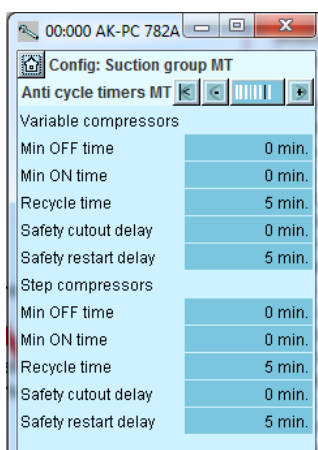 00:000 AK-PC 782A
Config: Suction group MT
Anti cycle timers MT
Variable compressors
Min OFF time 0 min.
Min ON time 0 min.
Recycle time 5 min.
Safety cutout delay 0 min.
Safety restart delay 5 min.
Step compressors
Min OFF time 0 min.
Min ON time 0 min.
Recycle time 5 min.
Safety cutout delay 0 min.
Safety restart delay 5 min.